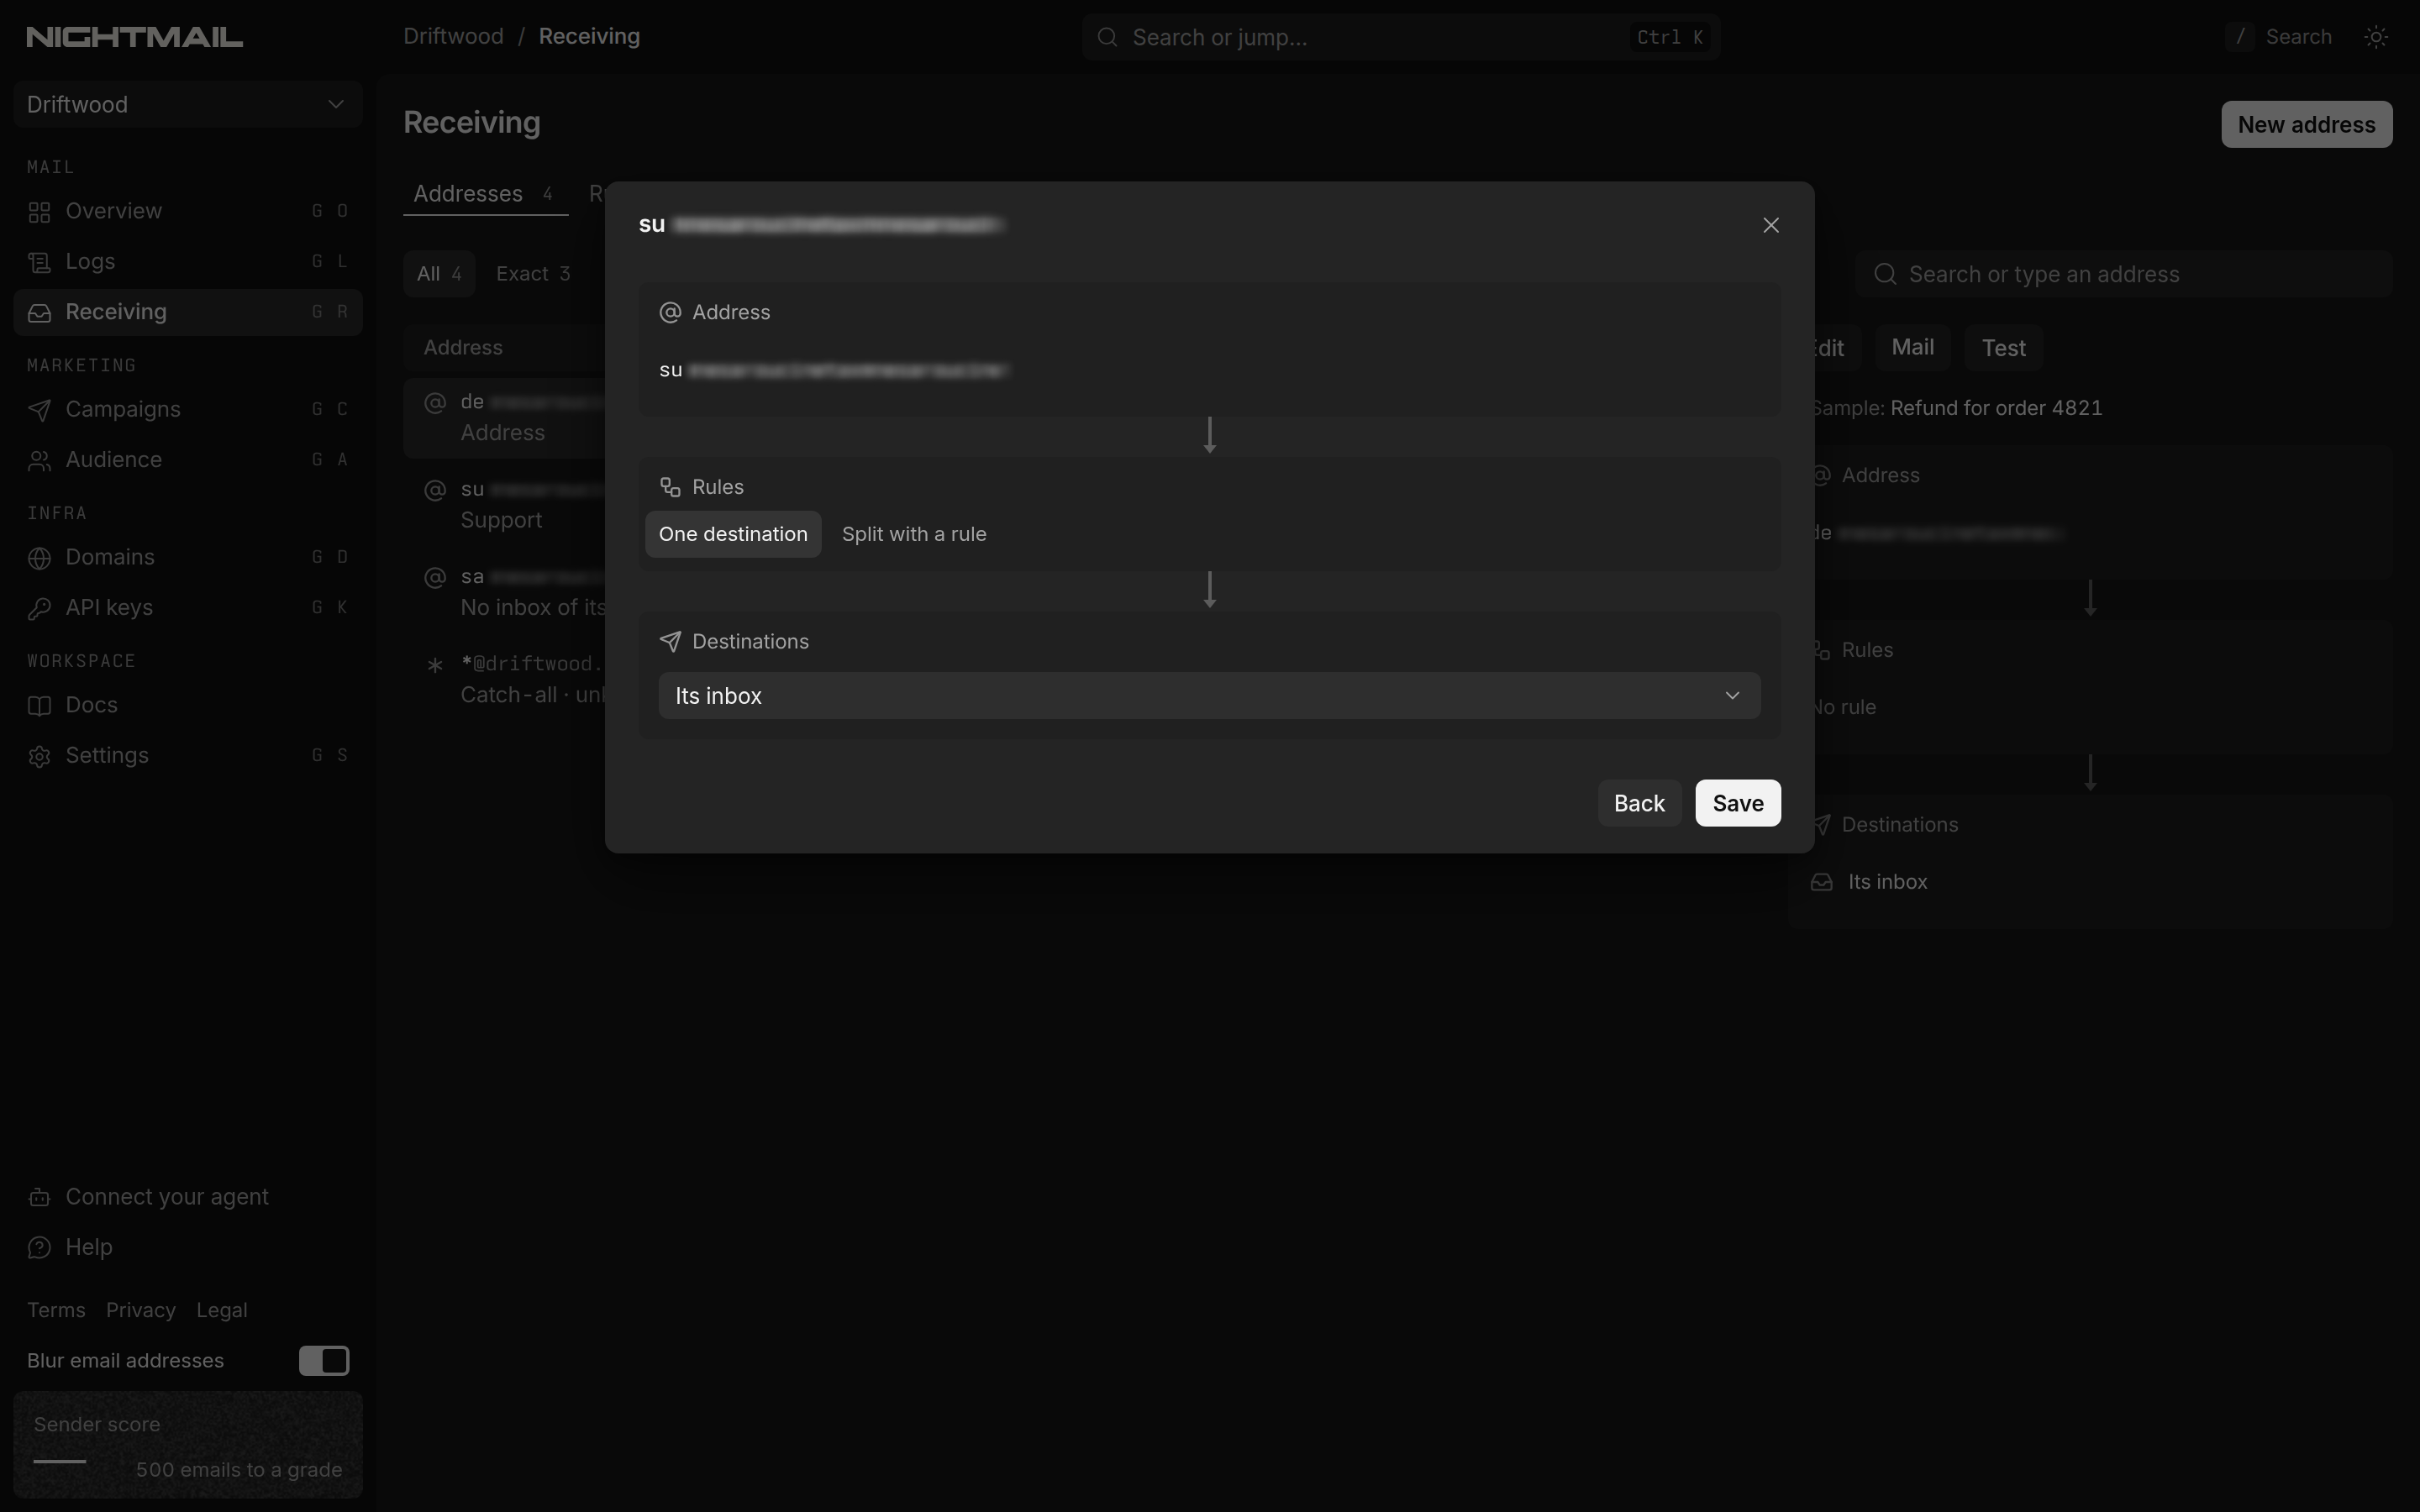 NIGHTMAIL
Driftwood / Receiving
Search or jump...
Ctrl K
/ Search
Driftwood
MAIL
Overview G O
Logs G L
Receiving G R
MARKETING
Campaigns G C
Audience G A
INFRA
Domains G D
API keys G K
WORKSPACE
Docs
Settings G S
Connect your agent
Help
Terms Privacy Legal
Blur email addresses
Sender score
500 emails to a grade
Receiving
New address
Addresses 4
All 4 Exact 3
Search or type an address
Address
de
Address
su
Support
sa
No inbox of its
*@driftwood.
Catch-all ·
su
Address
su
Rules
One destination Split with a rule
Destinations
Its inbox
Back Save
Edit Mail Test
Sample: Refund for order 4821
Address
de
Rules
No rule
Destinations
Its inbox